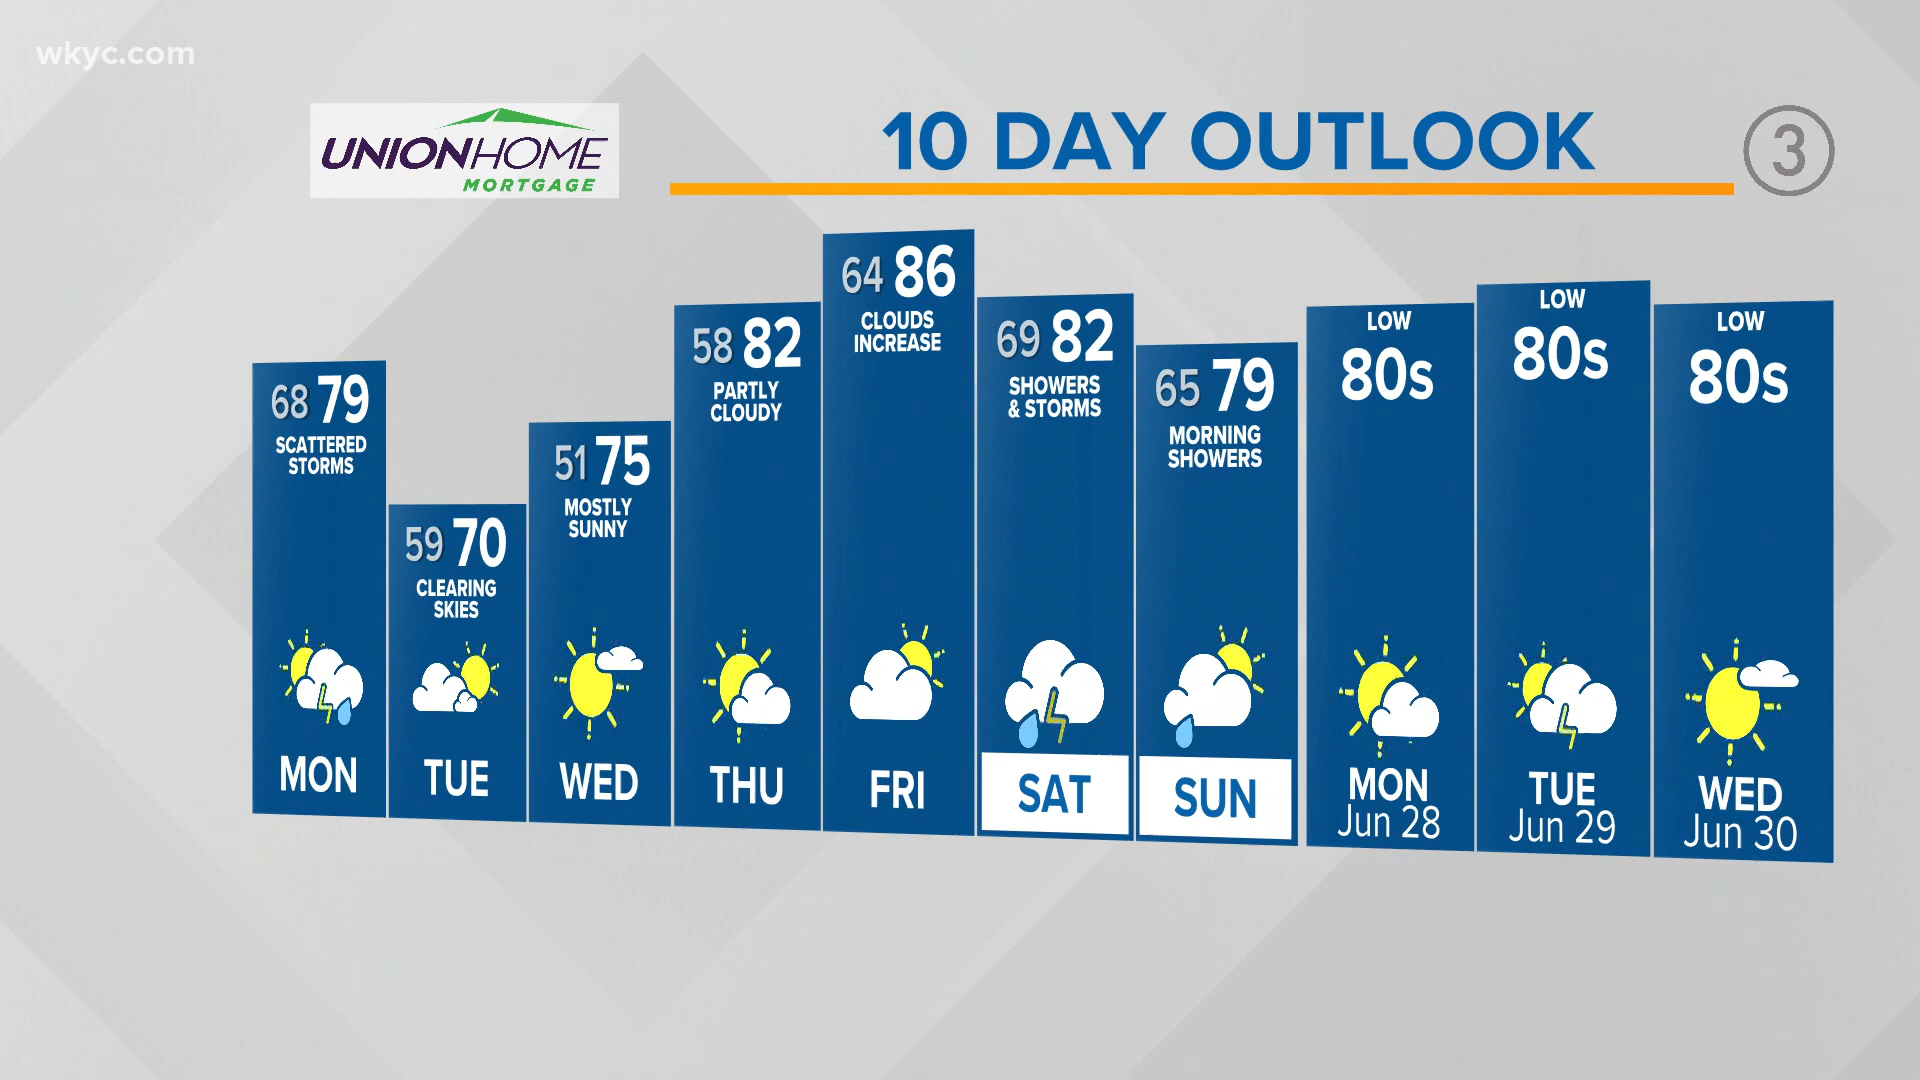 wkyc.com
UNIONHOME
MORTGAGE
10 DAY OUTLOOK
3
68 79
SCATTERED
STORMS
MON
59 70
CLEARING
SKIES
TUE
51 75
MOSTLY
SUNNY
WED
58 82
PARTLY
CLOUDY
THU
64 86
CLOUDS
INCREASE
FRI
69 82
SHOWERS
& STORMS
SAT
65 79
MORNING
SHOWERS
SUN
LOW
80s
MON
Jun 28
LOW
80s
TUE
Jun 29
LOW
80s
WED
Jun 30